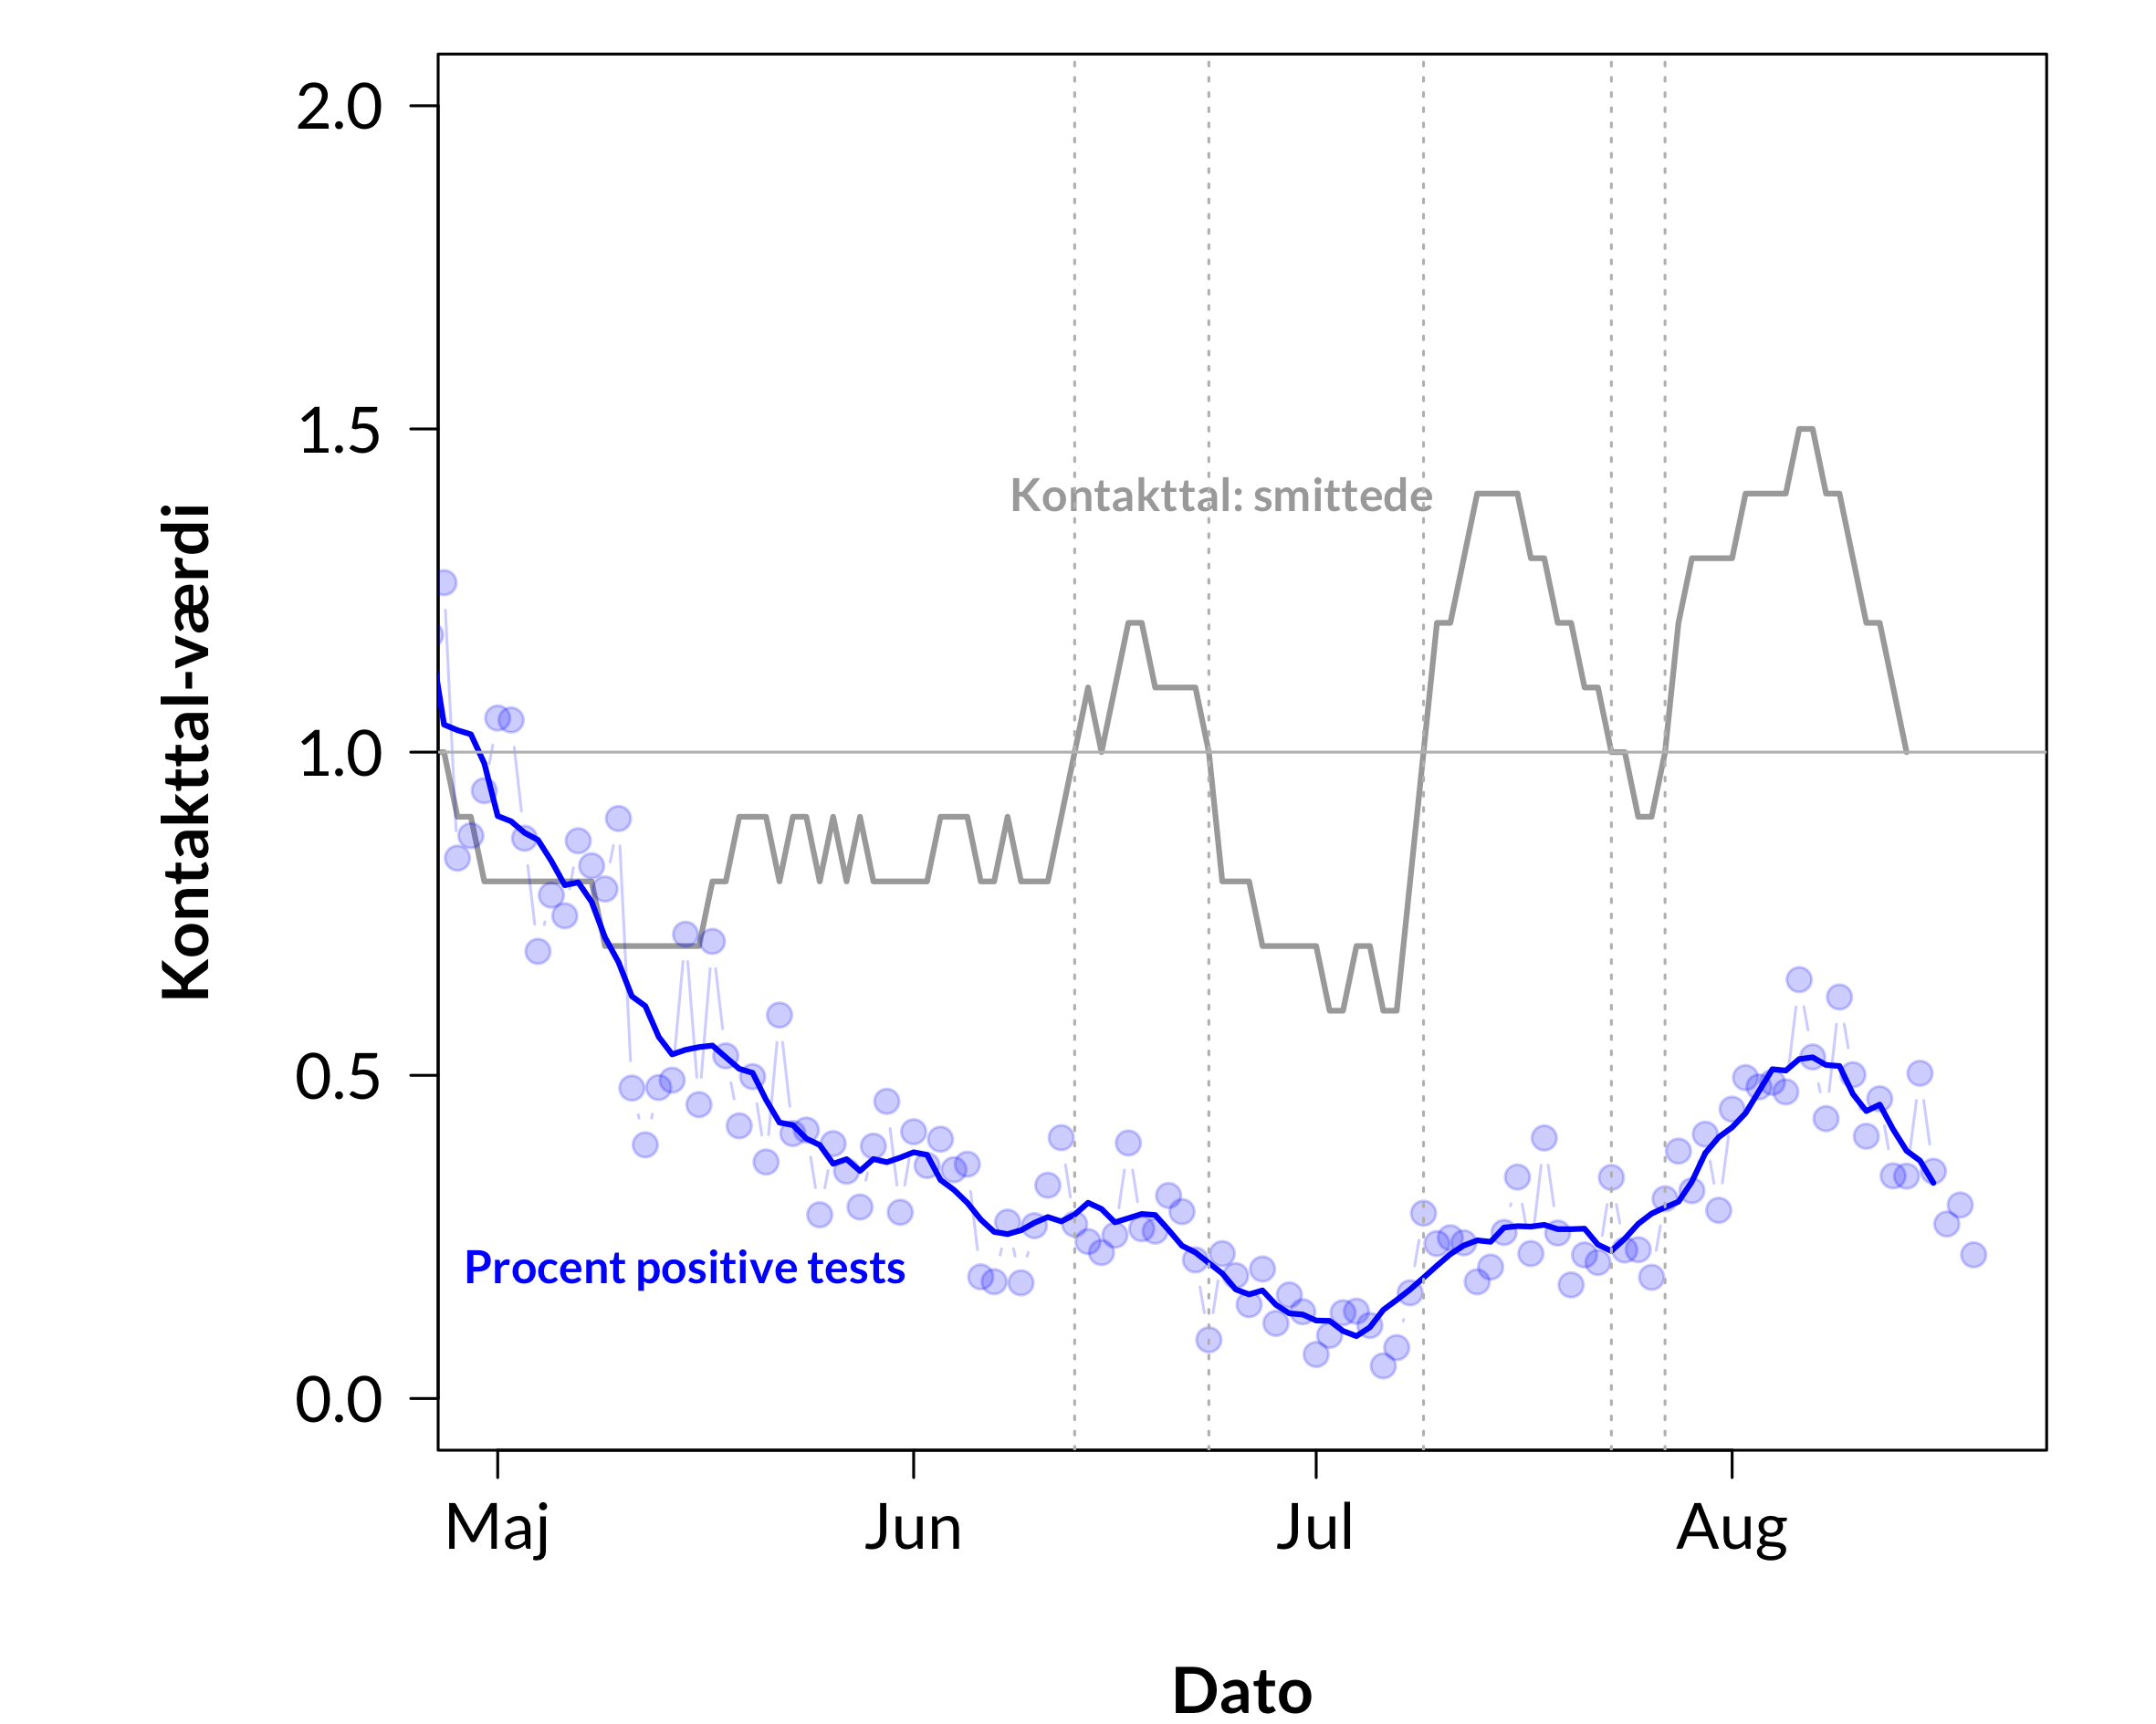 2.0
1.5
1.0
0.5
0.0
Kontakttal-værdi
Kontakttal: smittede
Procent positive tests
Maj
Jun
Jul
Aug
Dato